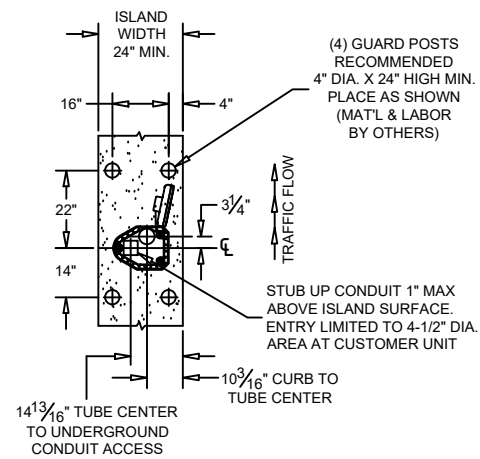 ISLAND
WIDTH
24" MIN.
(4) GUARD POSTS
RECOMMENDED
4" DIA. X 24" HIGH MIN.
PLACE AS SHOWN
(MAT'L & LABOR
BY OTHERS)
16"
4"
22"
3 1/4"
℄
TRAFFIC FLOW
14"
STUB UP CONDUIT 1" MAX
ABOVE ISLAND SURFACE.
ENTRY LIMITED TO 4-1/2" DIA.
AREA AT CUSTOMER UNIT
10 3/16" CURB TO
TUBE CENTER
14 13/16" TUBE CENTER
TO UNDERGROUND
CONDUIT ACCESS